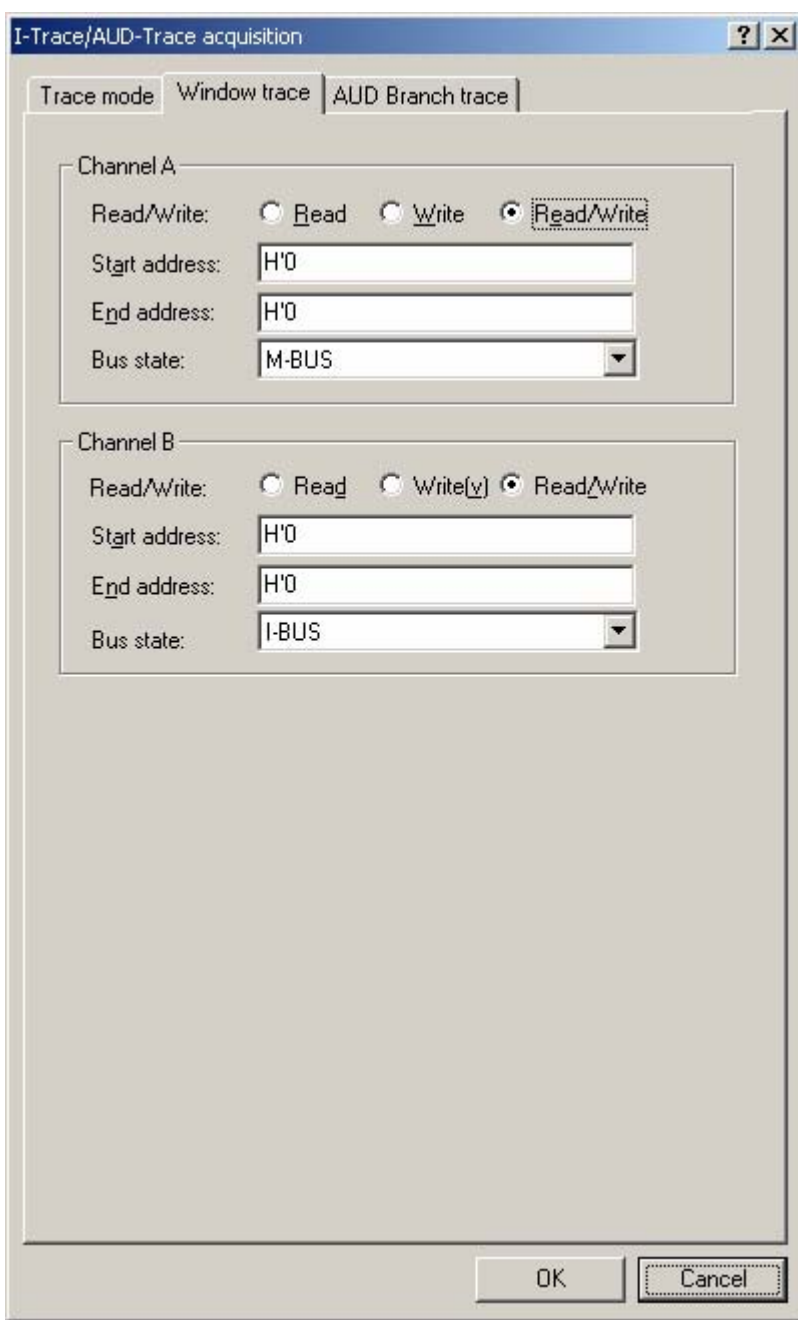 I-Trace/AUD-Trace acquisition
Trace mode Window trace AUD Branch trace
Channel A
Read/Write: Read Write Read/Write
Start address: H'0
End address: H'0
Bus state: M-BUS
Channel B
Read/Write: Read Write(v) Read/Write
Start address: H'0
End address: H'0
Bus state: I-BUS
OK Cancel